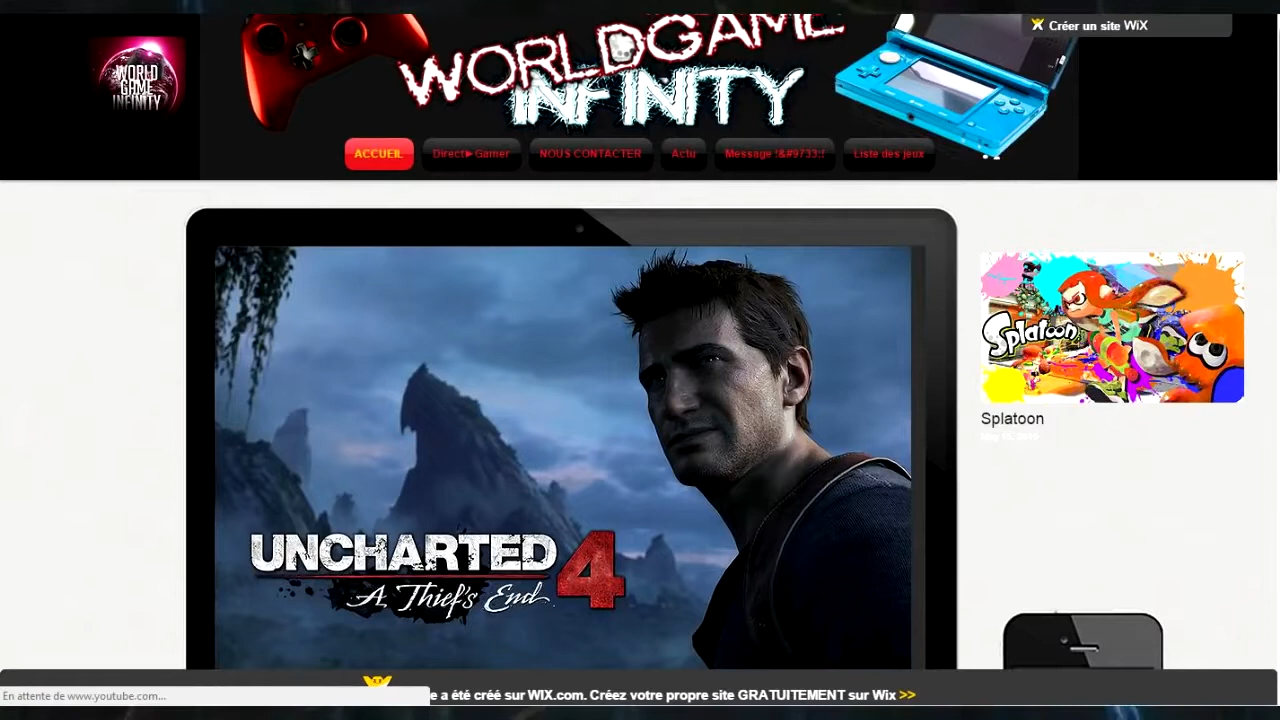 WORLDGAME
INFINITY
Créer un site WiX
WORLD
GAME
INFINITY
ACCUEIL
Direct►Gamer
NOUS CONTACTER
Actu
Message !&#9733;!
Liste des jeux
Splatoon
Splatoon
UNCHARTED 4
A Thief's End
En attente de www.youtube.com...
e a été créé sur WIX.com. Créez votre propre site GRATUITEMENT sur Wix >>